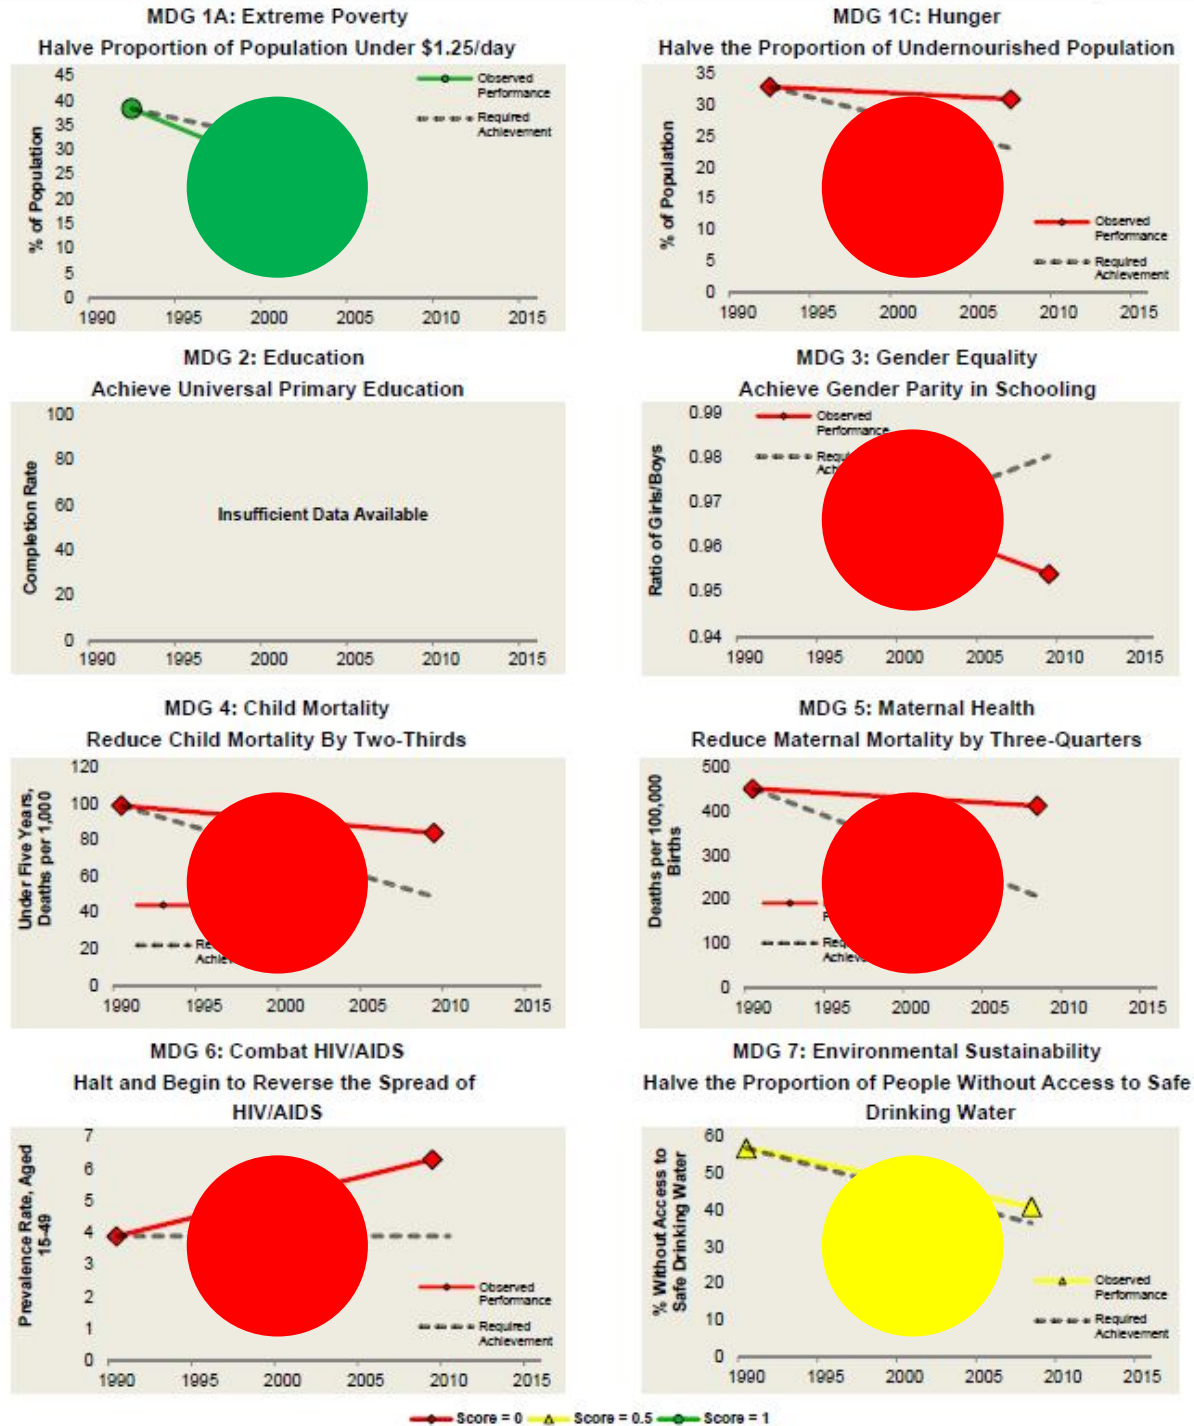 MDG 1A: Extreme Poverty
Halve Proportion of Population Under $1.25/day
% of Population
45
40
35
30
25
20
15
10
5
0
1990 1995 2000 2005 2010 2015
Observed
Performance
Required
Achievement
MDG 1C: Hunger
Halve the Proportion of Undernourished Population
% of Population
35
30
25
20
15
10
5
0
1990 1995 2000 2005 2010 2015
Observed
Performance
Required
Achievement
MDG 2: Education
Achieve Universal Primary Education
Completion Rate
100
80
60
40
20
0
Insufficient Data Available
1990 1995 2000 2005 2010 2015
MDG 3: Gender Equality
Achieve Gender Parity in Schooling
Ratio of Girls/Boys
0.99
0.98
0.97
0.96
0.95
0.94
1990 1995 2000 2005 2010 2015
Observed
Performance
MDG 4: Child Mortality
Reduce Child Mortality By Two-Thirds
Under Five Years,
Deaths per 1,000
120
100
80
60
40
20
0
1990 1995 2000 2005 2010 2015
MDG 5: Maternal Health
Reduce Maternal Mortality by Three-Quarters
Deaths per 100,000
Births
500
400
300
200
100
0
1990 1995 2000 2005 2010 2015
MDG 6: Combat HIV/AIDS
Halt and Begin to Reverse the Spread of
HIV/AIDS
Prevalence Rate, Aged
15-49
7
6
5
4
3
2
1
0
1990 1995 2000 2005 2010 2015
Observed
Performance
Required
Achievement
MDG 7: Environmental Sustainability
Halve the Proportion of People Without Access to Safe
Drinking Water
% Without Access to
Safe Drinking Water
60
50
40
30
20
10
0
1990 1995 2000 2005 2010 2015
Observed
Performance
Required
Achievement
Score = 0 Score = 0.5 Score = 1